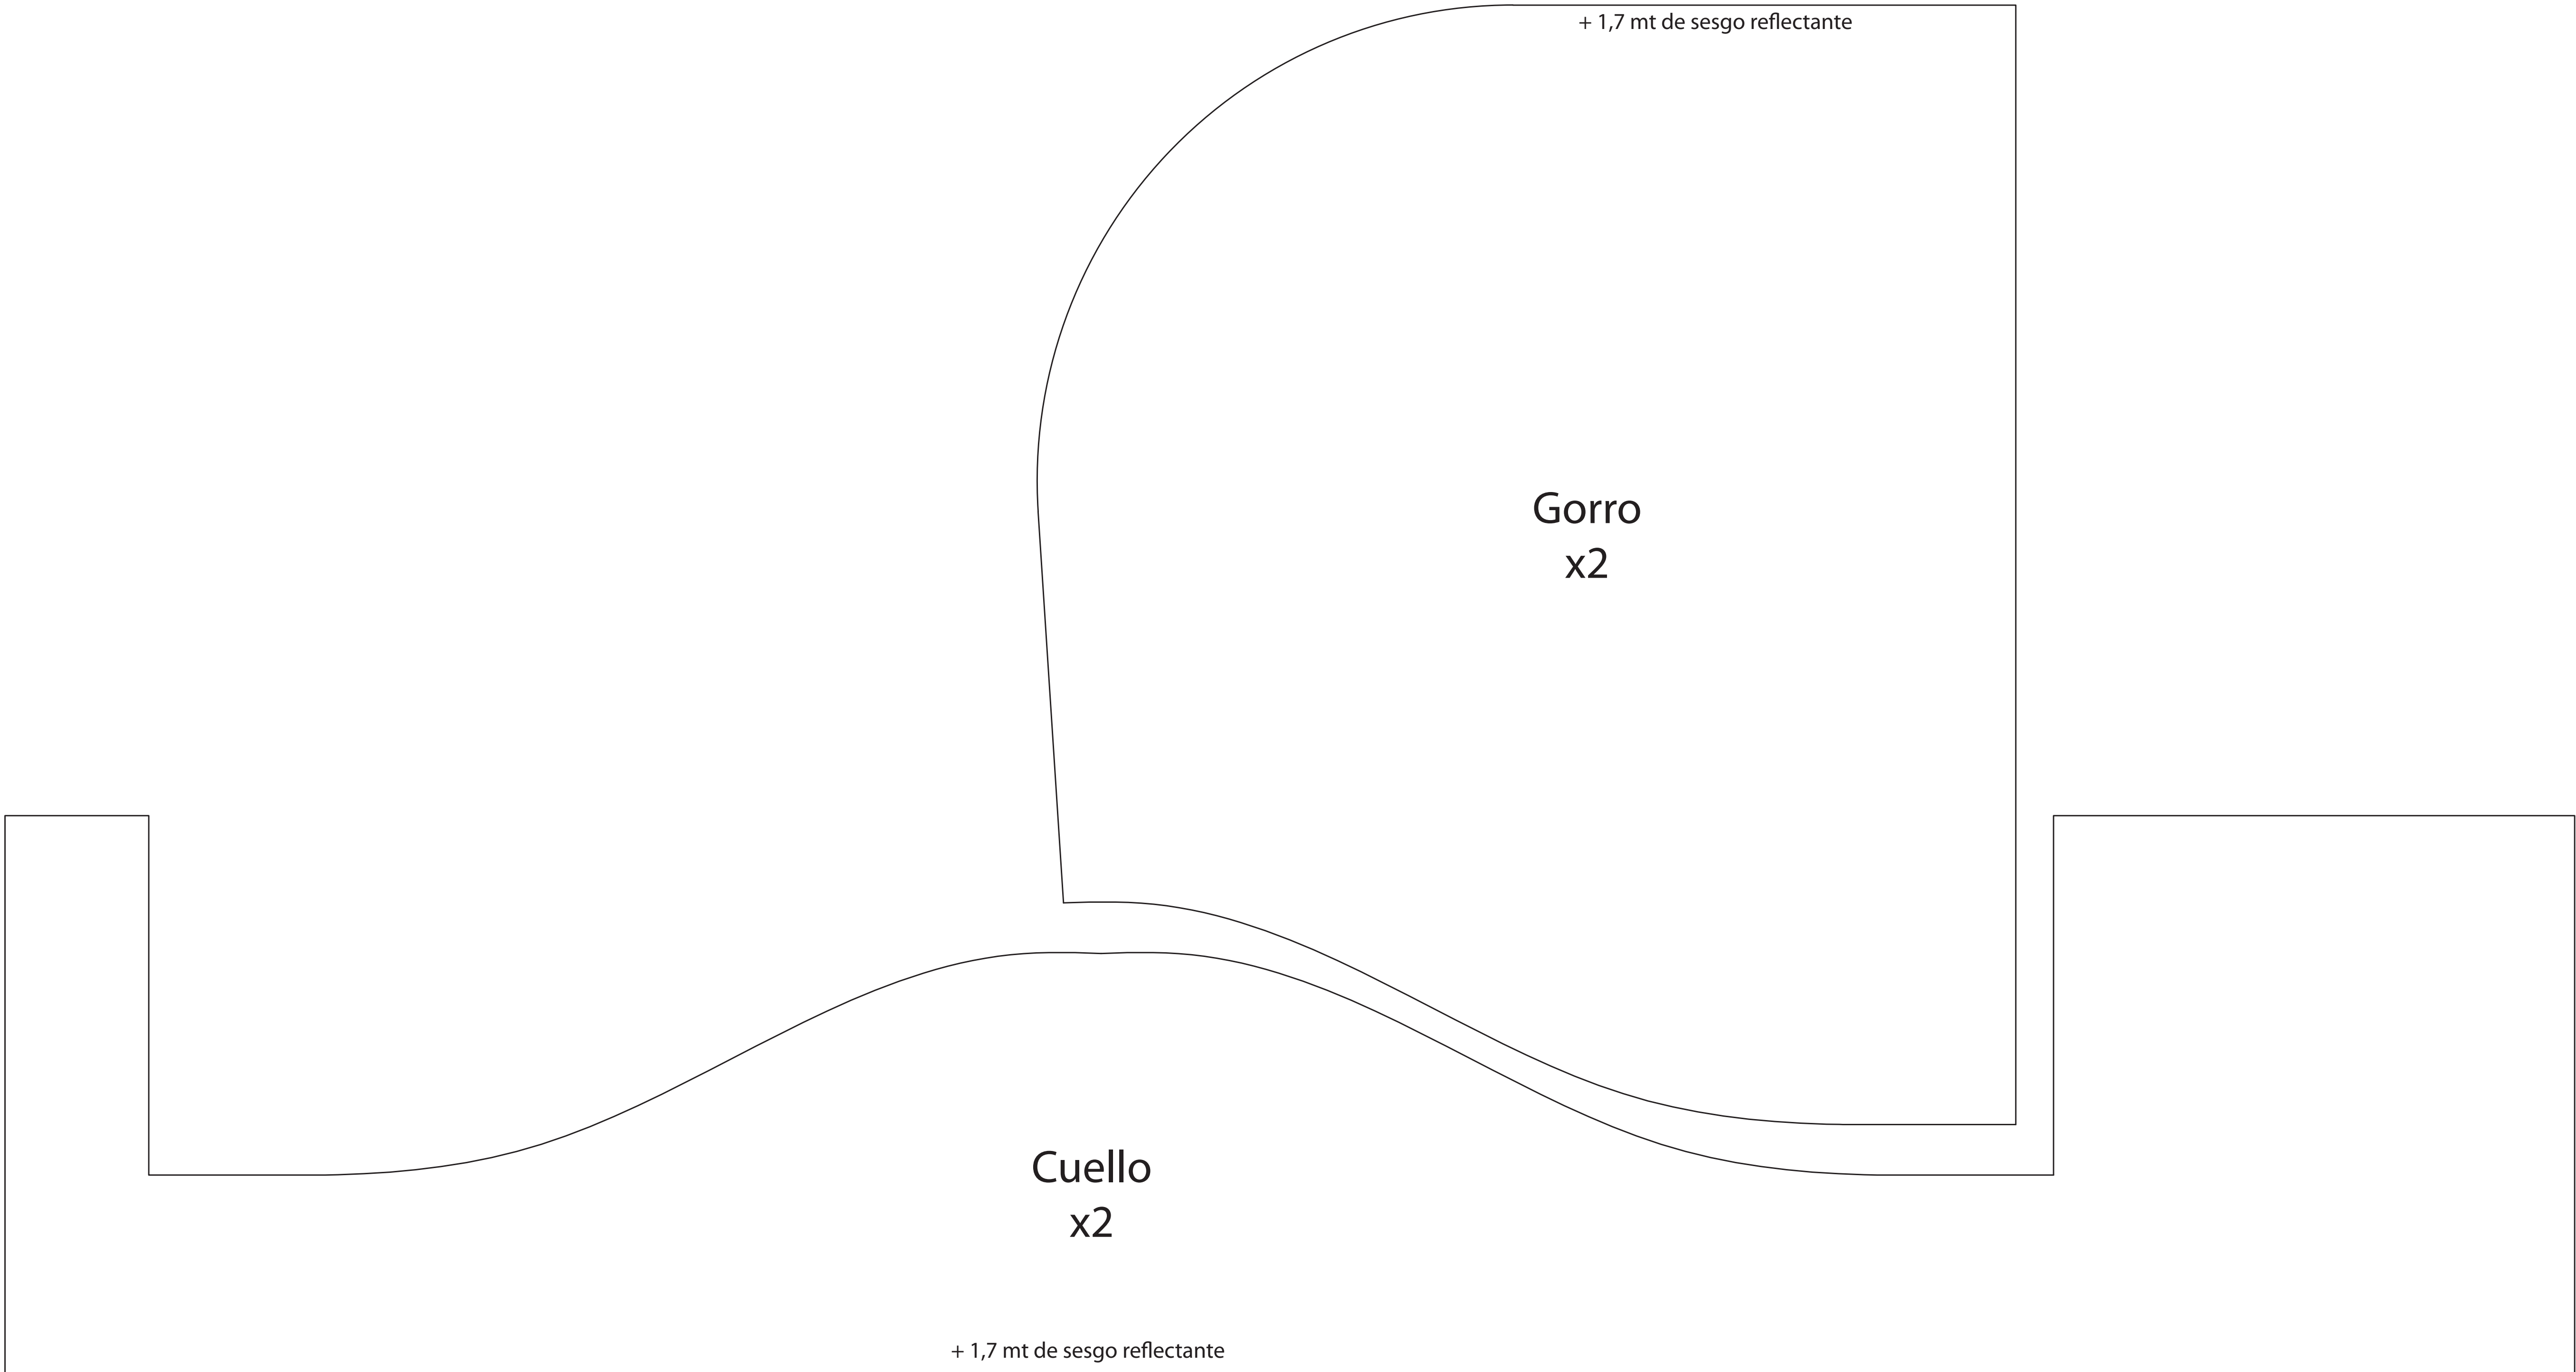 + 1,7 mt de sesgo reflectante
Gorro
x2
Cuello
x2
+ 1,7 mt de sesgo reflectante